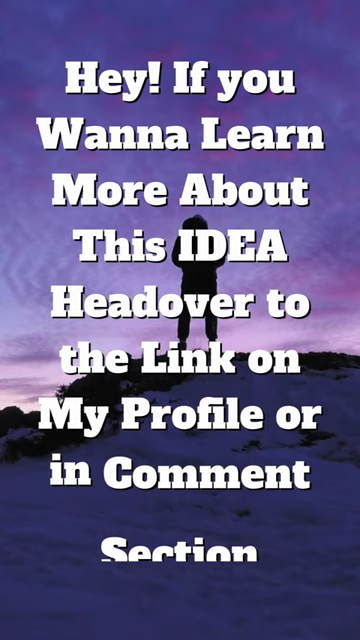 Hey! If you
Wanna Learn
More About
This IDEA
Headover to
the Link on
My Profile or
in Comment
Section